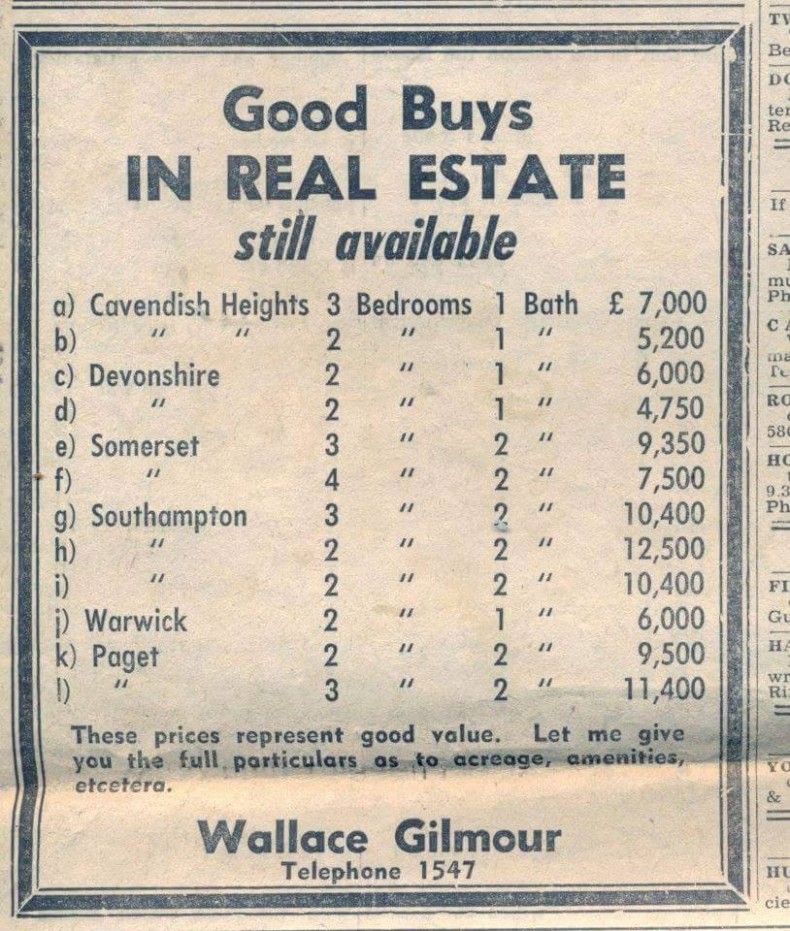 Good Buys
IN REAL ESTATE
still available
a) Cavendish Heights 3 Bedrooms 1 Bath £ 7,000
b) " " 2 " 1 " 5,200
c) Devonshire 2 " 1 " 6,000
d) " 2 " 1 " 4,750
e) Somerset 3 " 2 " 9,350
f) " 4 " 2 " 7,500
g) Southampton 3 " 2 " 10,400
h) " 2 " 2 " 12,500
i) " 2 " 2 " 10,400
j) Warwick 2 " 1 " 6,000
k) Paget 2 " 2 " 9,500
l) " 3 " 2 " 11,400
These prices represent good value. Let me give
you the full particulars as to acreage, amenities,
etcetera.
Wallace Gilmour
Telephone 1547
If
&